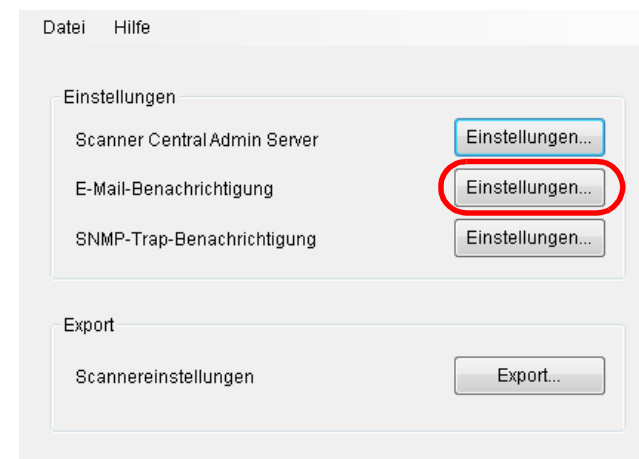 Datei Hilfe
Einstellungen
Scanner Central Admin Server Einstellungen...
E-Mail-Benachrichtigung Einstellungen...
SNMP-Trap-Benachrichtigung Einstellungen...
Export
Scannereinstellungen Export...